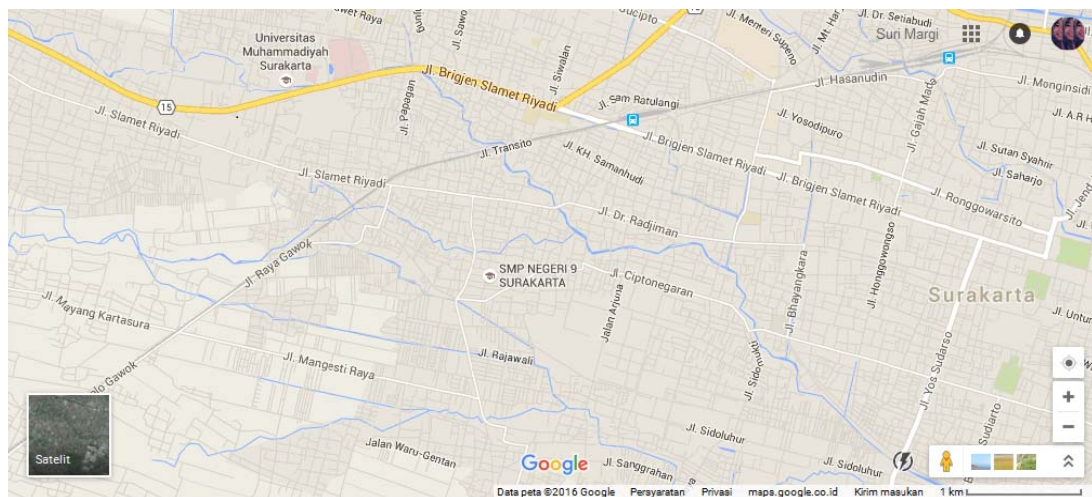 Jl. Menteri Supeno
Jl. Mt. Har
Jl. Dr. Setiabudi
Suri Margi
Universitas
Muhammadiyah
Surakarta
Jl. Sawo
Jl. Siwalan
Jl. Hasanudin
Jl. Monginsidi
15
Jl. Slamet Riyadi
Jl. Papagan
Jl. Brigjen Slamet Riyadi
Jl. Sam Ratulangi
Jl. Yosodipuro
Jl. Gajah Mada
Jl. Sutan Syahrir
Jl. Saharjo
Jl. Transito
Jl. KH. Samanhudi
Jl. Brigjen Slamet Riyadi
Jl. Brigjen Slamet Riyadi
Jl. Ronggowarsito
Jl. Slamet Riyadi
Jl. Dr. Radjiman
Jl. Honggowongso
Jl. Raya Gawok
SMP NEGERI 9
SURAKARTA
Jl. Ciptonegaran
Jalan Arjuna
Jl. Bhayangkara
Surakarta
Jl. Mayang Kartasura
Jl. Rajawali
Jl. Mangesti Raya
Jl. Yos Sudarso
Jl. Sidoluhur
Jalan Waru-Gentan
Jl. Sanggrahan
Jl. Sidoluhur
Satelit
Google
Data peta ©2016 Google Persyaratan Privasi maps.google.co.id Kirim masukan 1 km